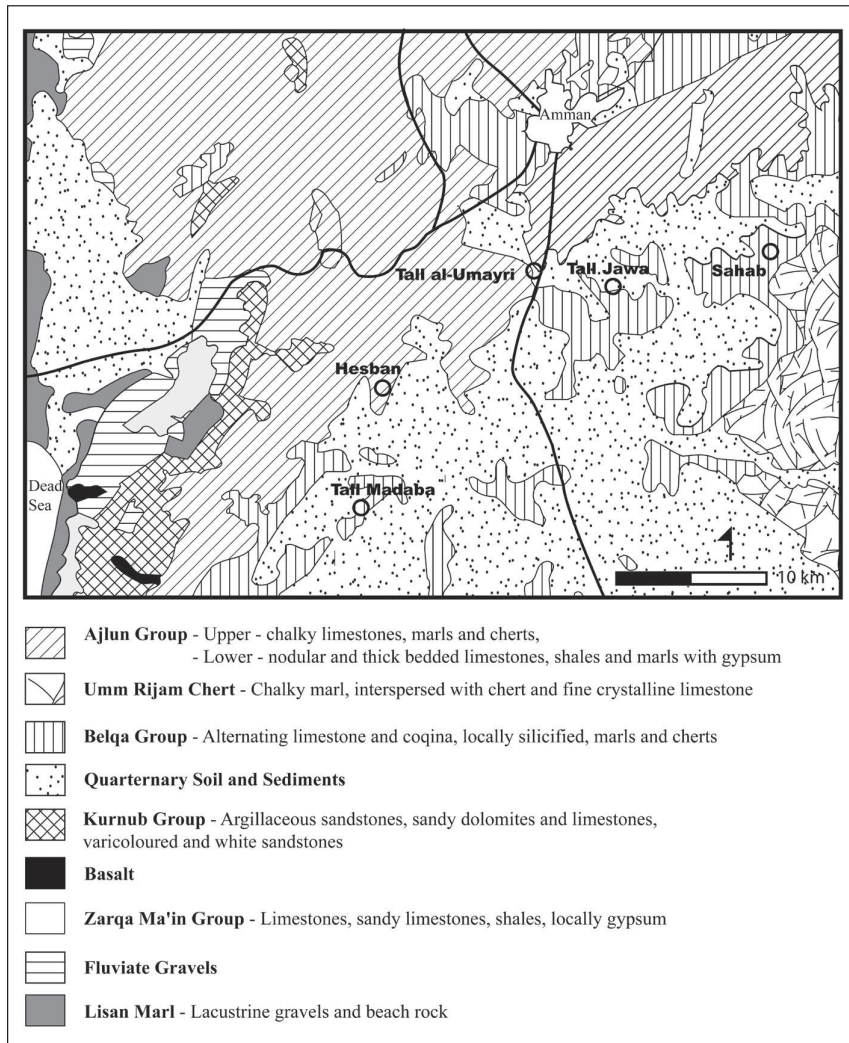 Amman
Tall al-Umayri
Tall Jawa
Sahab
Hesban
Tall Madaba
Dead
Sea
10 km
Ajlun Group - Upper - chalky limestones, marls and cherts,
- Lower - nodular and thick bedded limestones, shales and marls with gypsum
Umm Rijam Chert - Chalky marl, interspersed with chert and fine crystalline limestone
Belqa Group - Alternating limestone and coqina, locally silicified, marls and cherts
Quarternary Soil and Sediments
Kurnub Group - Argillaceous sandstones, sandy dolomites and limestones,
varicoloured and white sandstones
Basalt
Zarqa Ma'in Group - Limestones, sandy limestones, shales, locally gypsum
Fluviate Gravels
Lisan Marl - Lacustrine gravels and beach rock